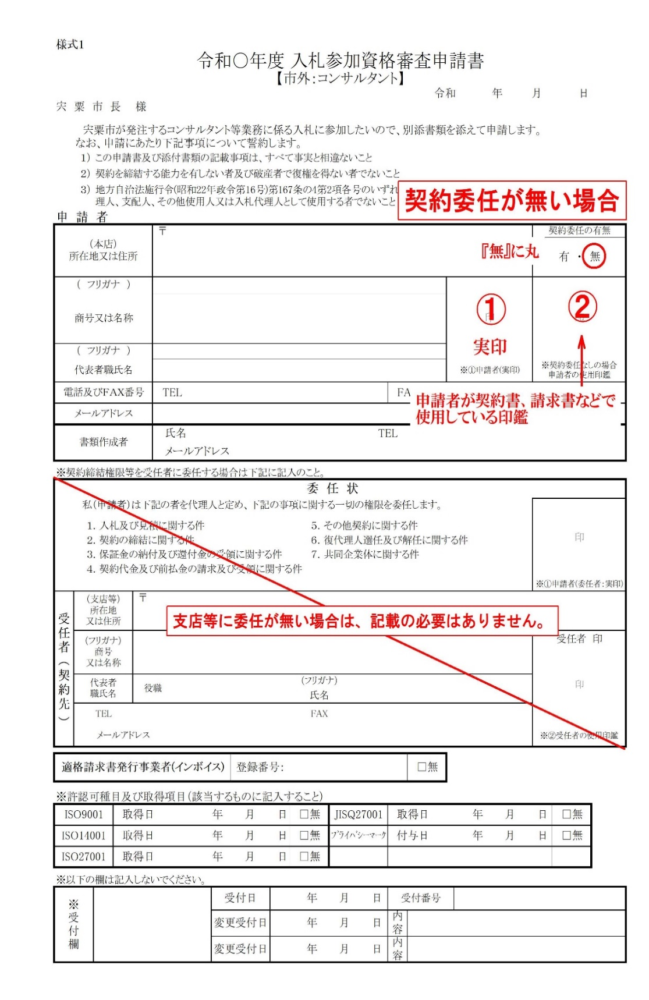 様式1
令和〇年度 入札参加資格審査申請書
【市外：コンサルタント】
令和 年 月 日
宍粟市長 様
宍粟市が発注するコンサルタント等業務に係る入札に参加したいので、別添書類を添えて申請します。
なお、申請にあたり下記事項について誓約します。
1) この申請書及び添付書類の記載事項は、すべて事実と相違ないこと
2) 契約を締結する能力を有しない者及び破産者で復権を得ない者でないこと
3) 地方自治法施行令(昭和22年政令第16号)第167条の4第2項各号のいずれ
理人、支配人、その他使用人又は入札代理人として使用する者でないこと
契約委任が無い場合
申請者
(本店)
所在地又は住所
〒
契約委任の有無
『無』に丸
有・無
(フリガナ)
商号又は名称
(フリガナ)
代表者職氏名
①
実印
※①申請者(実印)
②
※契約委任なしの場合
申請者の使用印鑑
電話及びFAX番号
TEL
FA
メールアドレス
申請者が契約書、請求書などで
使用している印鑑
書類作成者
氏名
TEL
メールアドレス
※契約締結権限等を受任者に委任する場合は下記に記入のこと。
委任状
私(申請者)は下記の者を代理人と定め、下記の事項に関する一切の権限を委任します。
1. 入札及び見積に関する件
5. その他契約に関する件
2. 契約の締結に関する件
6. 復代理人選任及び解任に関する件
3. 保証金の納付及び還付金の受領に関する件
7. 共同企業体に関する件
4. 契約代金及び前払金の請求及び受領に関する件
印
※①申請者(委任者:実印)
受任者(契約先)
(支店等)
所在地
又は住所
〒
支店等に委任が無い場合は、記載の必要はありません。
(フリガナ)
商号
又は名称
受任者 印
代表者
職氏名
役職
(フリガナ)
氏名
印
TEL
FAX
メールアドレス
※②受任者の使用印鑑
適格請求書発行事業者(インボイス)
登録番号:
□無
※許認可種目及び取得項目(該当するものに記入すること)
ISO9001 取得日 年 月 日 □無 JISQ27001 取得日 年 月 日 □無
ISO14001 取得日 年 月 日 □無 プライバシーマーク 付与日 年 月 日 □無
ISO27001 取得日 年 月 日 □無
※以下の欄は記入しないでください。
※受付欄
受付日 年 月 日 受付番号
変更受付日 年 月 日 内容
変更受付日 年 月 日 内容